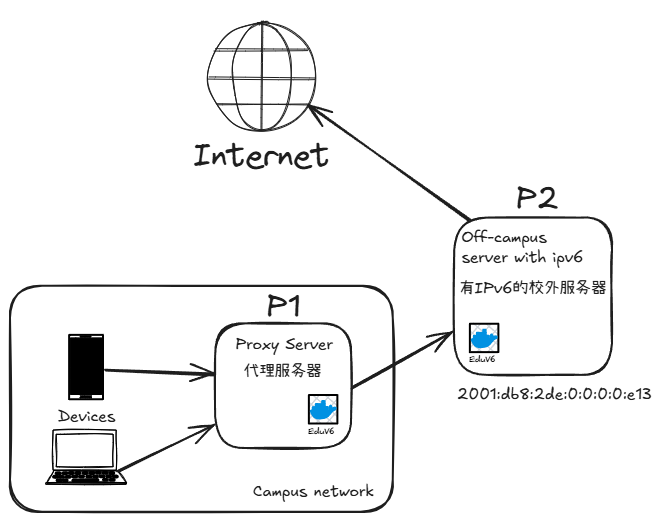 Internet
P2
Off-campus
server with ipv6
有IPv6的校外服务器
EduV6
2001:db8:2de:0:0:0:0:e13
P1
Proxy Server
代理服务器
EduV6
Devices
Campus network